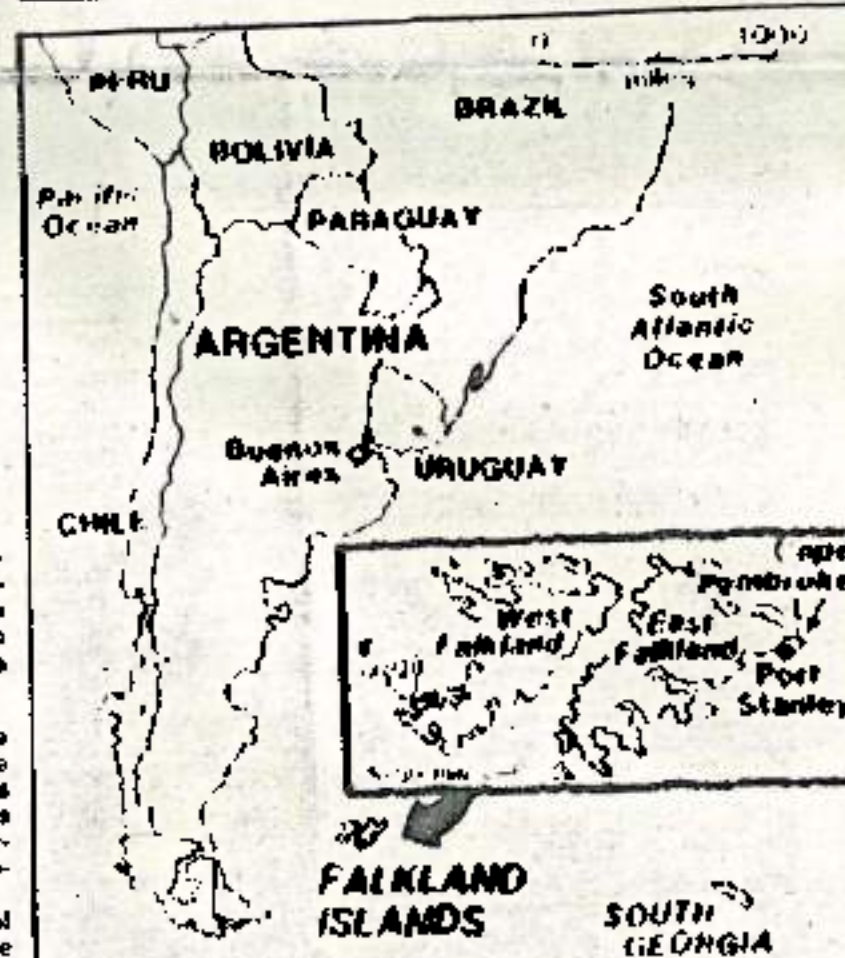 0 1000
miles
PERU
BRAZIL
BOLIVIA
Pacific
Ocean
PARAGUAY
South
Atlantic
Ocean
ARGENTINA
Buenos
Aires
URUGUAY
CHILE
Cape
Pembroke
West
Falkland
East
Falkland
Port
Stanley
FALKLAND
ISLANDS
SOUTH
GEORGIA